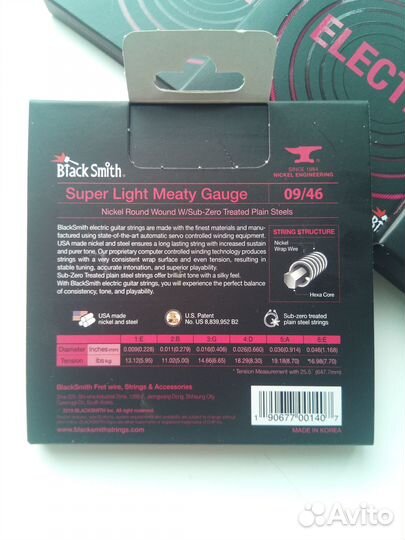 ELECT
Black Smith
SINCE 1984
NICKEL ENGINEERING
Super Light Meaty Gauge 09/46
Nickel Round Wound W/Sub-Zero Treated Plain Steels
BlackSmith electric guitar strings are made with the finest materials and manu-
factured using state-of-the-art automatic servo controlled winding equipment.
USA made nickel and steel ensures a long lasting string with increased sustain
and purer tone. Our proprietary computer controlled winding technology produces
strings with a very consistent wrap surface and even tension, resulting in
stable tuning, accurate intonation, and superior playability.
Sub-Zero Treated plain steel strings offer brilliant tone with a silky feel.
With BlackSmith electric guitar strings, you will experience the perfect balance
of consistency, tone, and playability.
STRING STRUCTURE
Nickel
Wrap Wire
Hexa Core
USA made
nickel and steel
U.S. Patent
No. US 8,839,952 B2
Sub-zero treated
plain steel strings
1:E 2:B 3:G 4:D 5:A 6:E
Diameter Inches(mm) 0.009(0.228) 0.011(0.279) 0.016(0.406) 0.026(0.660) 0.036(0.914) 0.046(1.168)
Tension lbs(kg) 13.12(5.95) 11.02(5.00) 14.66(6.65) 18.29(8.30) 19.18(8.70) *16.98(7.70)
* Tension Measurement with 25.5" (647.7mm)
BlackSmith Fret wire, Strings & Accessories
www.blacksmithstrings.com
1 90677 00140 7
MADE IN KOREA
Black Smith
Avito